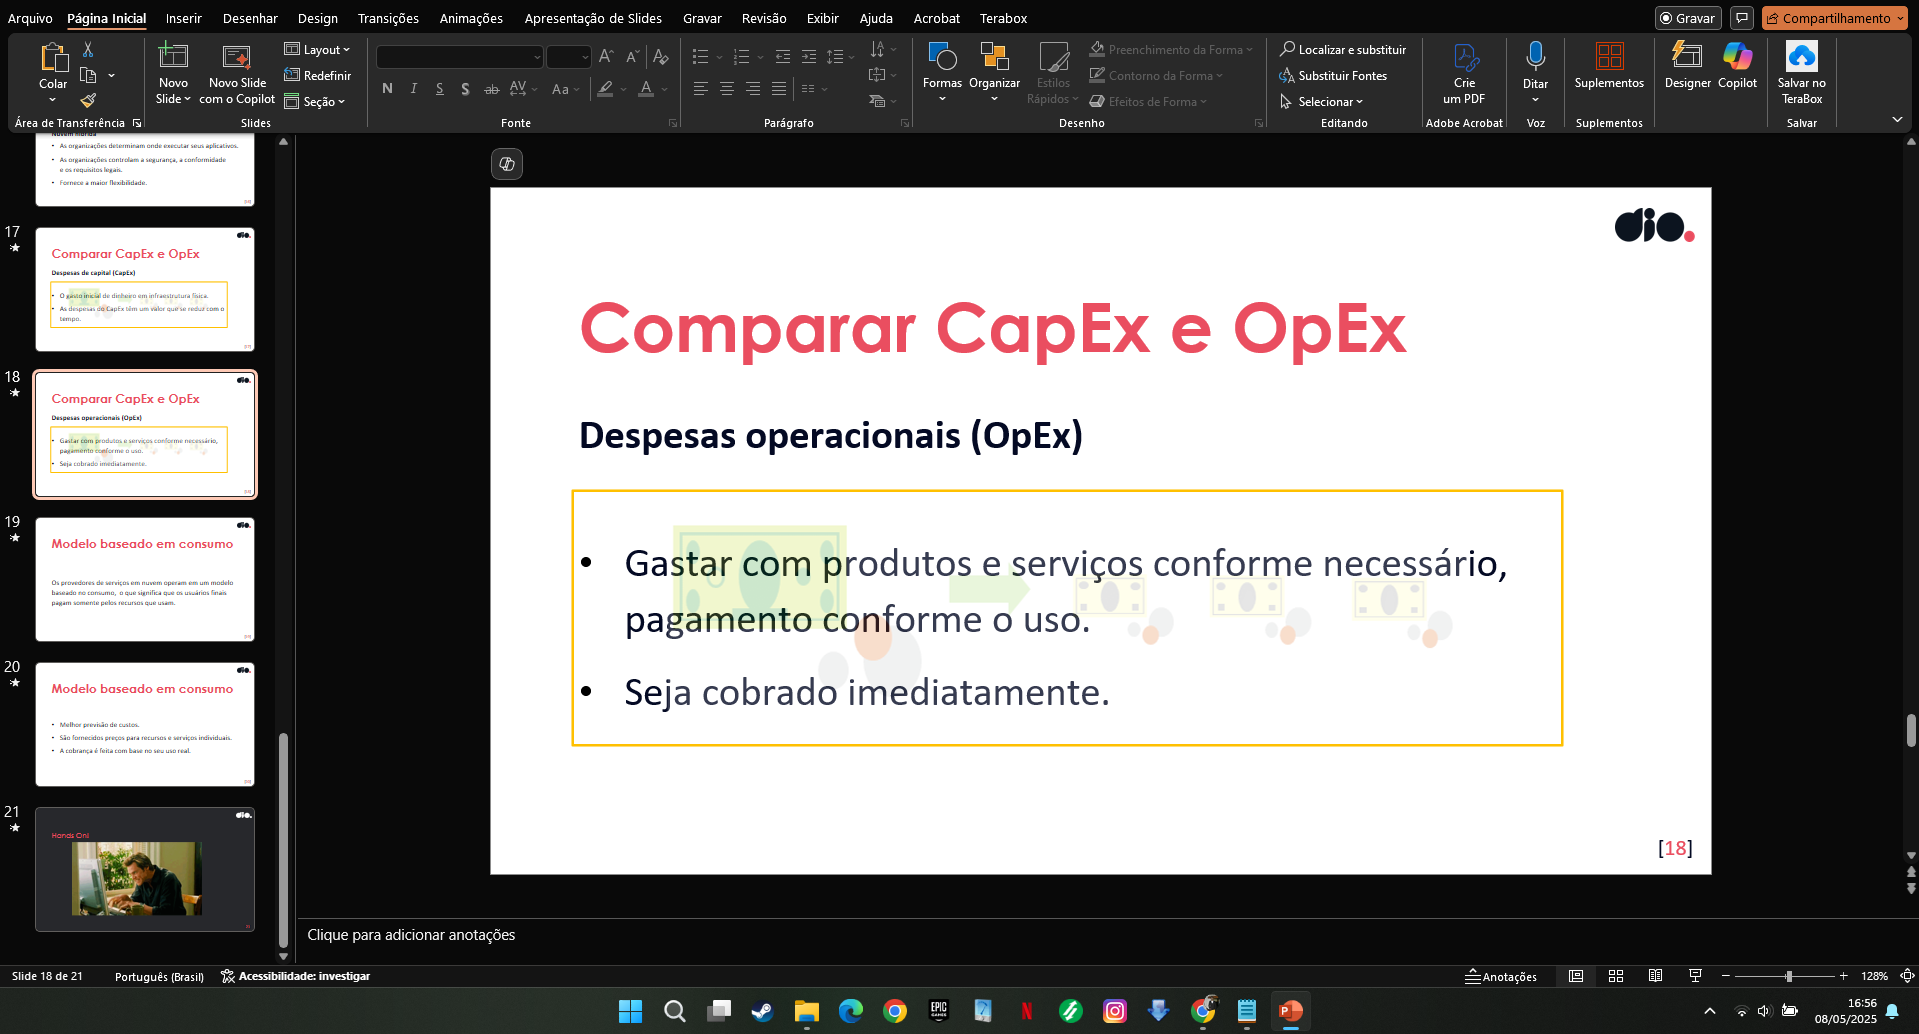 Arquivo Página Inicial Inserir Desenhar Design Transições Animações Apresentação de Slides Gravar Revisão Exibir Ajuda Acrobat Terabox Gravar Compartilhamento
Colar
Área de Transferência
Novo
Slide
Novo Slide
com o Copilot
Layout
Redefinir
Seção
Slides
N I S S ab AV Aa A
Fonte
Parágrafo
Formas
Organizar
Estilos
Rápidos
Preenchimento da Forma
Contorno da Forma
Efeitos de Forma
Desenho
Localizar e substituir
Substituir Fontes
Selecionar
Editando
Crie
um PDF
Adobe Acrobat
Ditar
Voz
Suplementos
Suplementos
Designer
Copilot
Salvar no
TeraBox
Salvar
Nuvem híbrida
• As organizações determinam onde executar seus aplicativos.
• As organizações controlam a segurança, a conformidade
e os requisitos legais.
• Fornece a maior flexibilidade.
17
dio.
Comparar CapEx e OpEx
Despesas de capital (CapEx)
• O gasto inicial de dinheiro em infraestrutura física.
• As despesas do CapEx têm um valor que se reduz com o
tempo.
18
dio.
Comparar CapEx e OpEx
Despesas operacionais (OpEx)
• Gastar com produtos e serviços conforme necessário,
pagamento conforme o uso.
• Seja cobrado imediatamente.
19
dio.
Modelo baseado em consumo
Os provedores de serviços em nuvem operam em um modelo
baseado no consumo, o que significa que os usuários finais
pagam somente pelos recursos que usam.
20
dio.
Modelo baseado em consumo
• Melhor previsão de custos.
• São fornecidos preços para recursos e serviços individuais.
• A cobrança é feita com base no seu uso real.
21
dio.
Hands On!
dio.
Comparar CapEx e OpEx
Despesas operacionais (OpEx)
• Gastar com produtos e serviços conforme necessário,
pagamento conforme o uso.
• Seja cobrado imediatamente.
[18]
Clique para adicionar anotações
Slide 18 de 21 Português (Brasil) Acessibilidade: investigar Anotações 128%
EPIC GAMES
N
P
16:56
08/05/2025